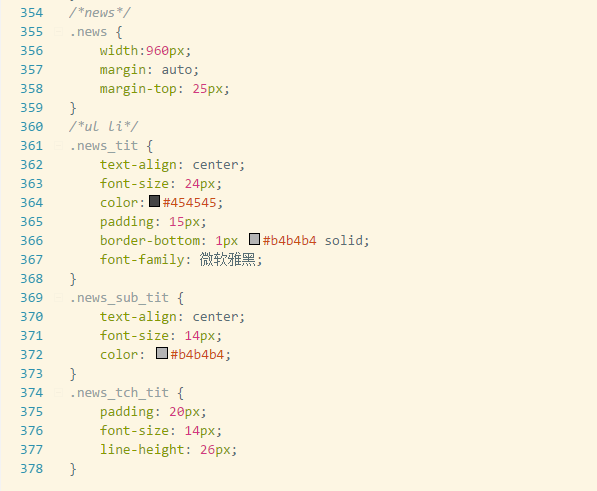 354 /*news*/
355 .news {
356 width:960px;
357 margin: auto;
358 margin-top: 25px;
359 }
360 /*ul li*/
361 .news_tit {
362 text-align: center;
363 font-size: 24px;
364 color:#454545;
365 padding: 15px;
366 border-bottom: 1px #b4b4b4 solid;
367 font-family: 微软雅黑;
368 }
369 .news_sub_tit {
370 text-align: center;
371 font-size: 14px;
372 color: #b4b4b4;
373 }
374 .news_tch_tit {
375 padding: 20px;
376 font-size: 14px;
377 line-height: 26px;
378 }